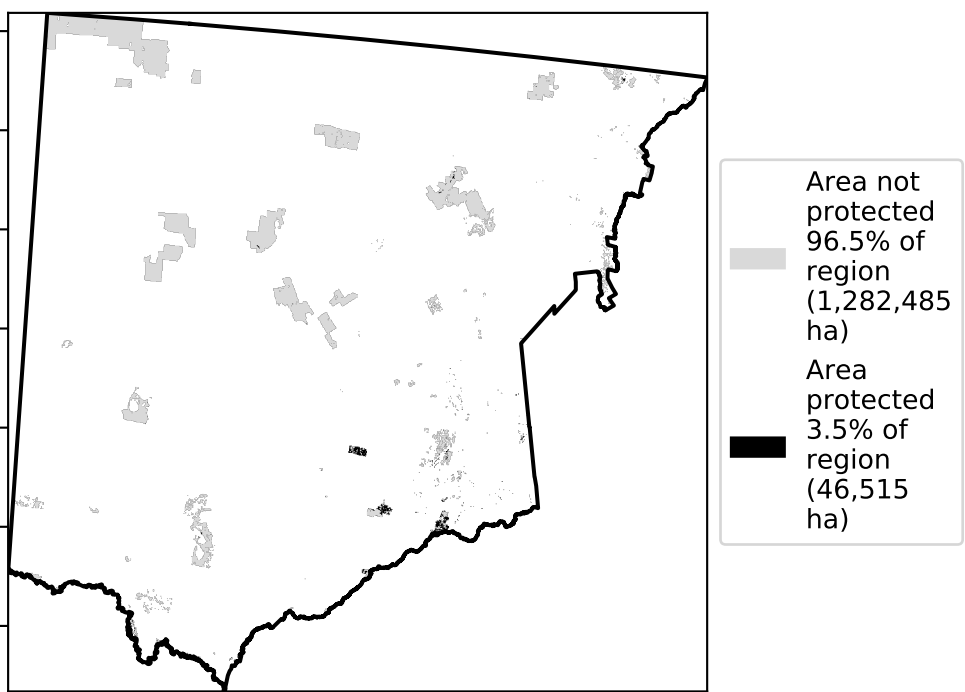 Area not
protected
96.5% of
region
(1,282,485
ha)
Area
protected
3.5% of
region
(46,515
ha)